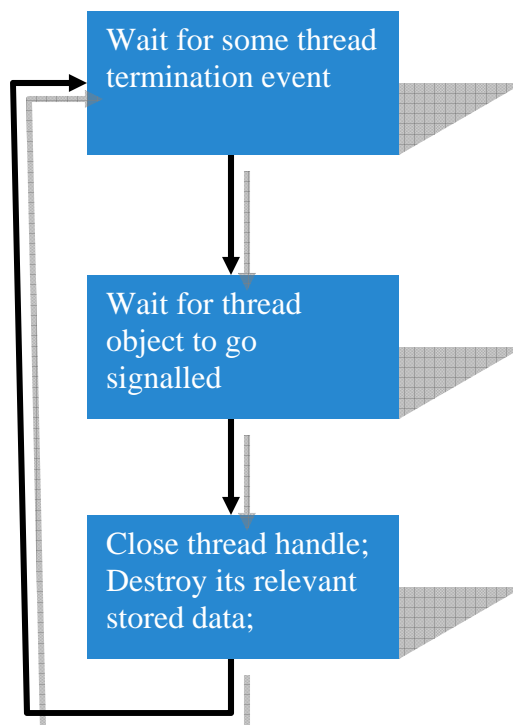 Wait for some thread
termination event
Wait for thread
object to go
signalled
Close thread handle;
Destroy its relevant
stored data;